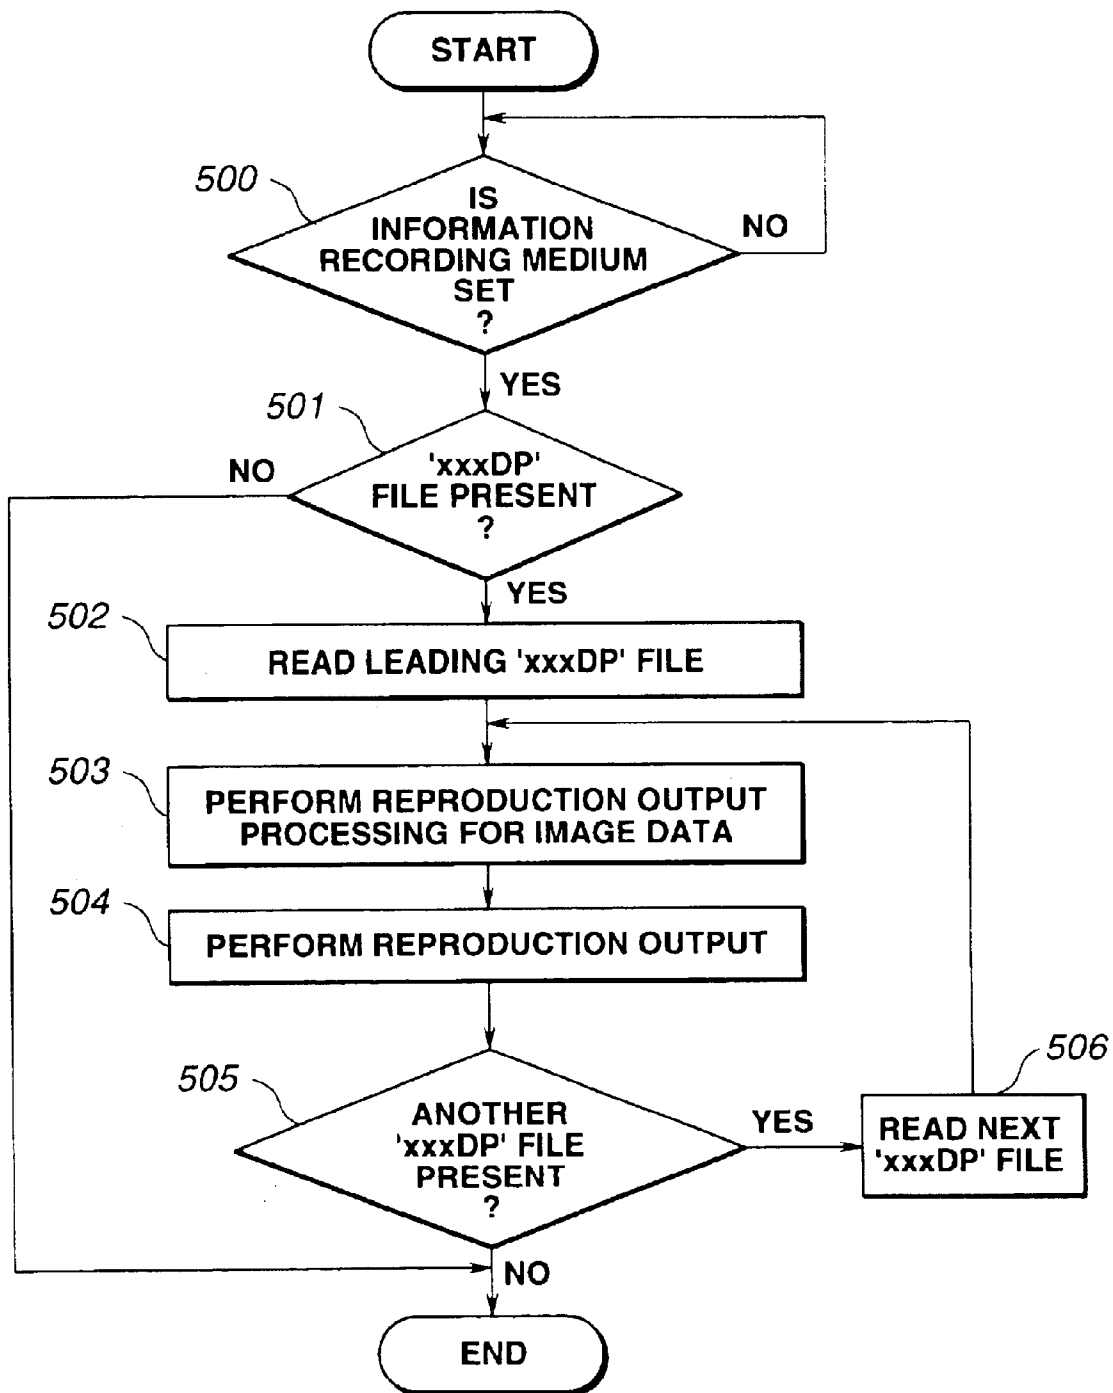 START
500
IS
INFORMATION
RECORDING MEDIUM
SET
?
NO
YES
501
'xxxDP'
FILE PRESENT
?
NO
YES
502
READ LEADING 'xxxDP' FILE
503
PERFORM REPRODUCTION OUTPUT
PROCESSING FOR IMAGE DATA
504
PERFORM REPRODUCTION OUTPUT
505
ANOTHER
'xxxDP' FILE
PRESENT
?
YES
506
READ NEXT
'xxxDP' FILE
NO
END